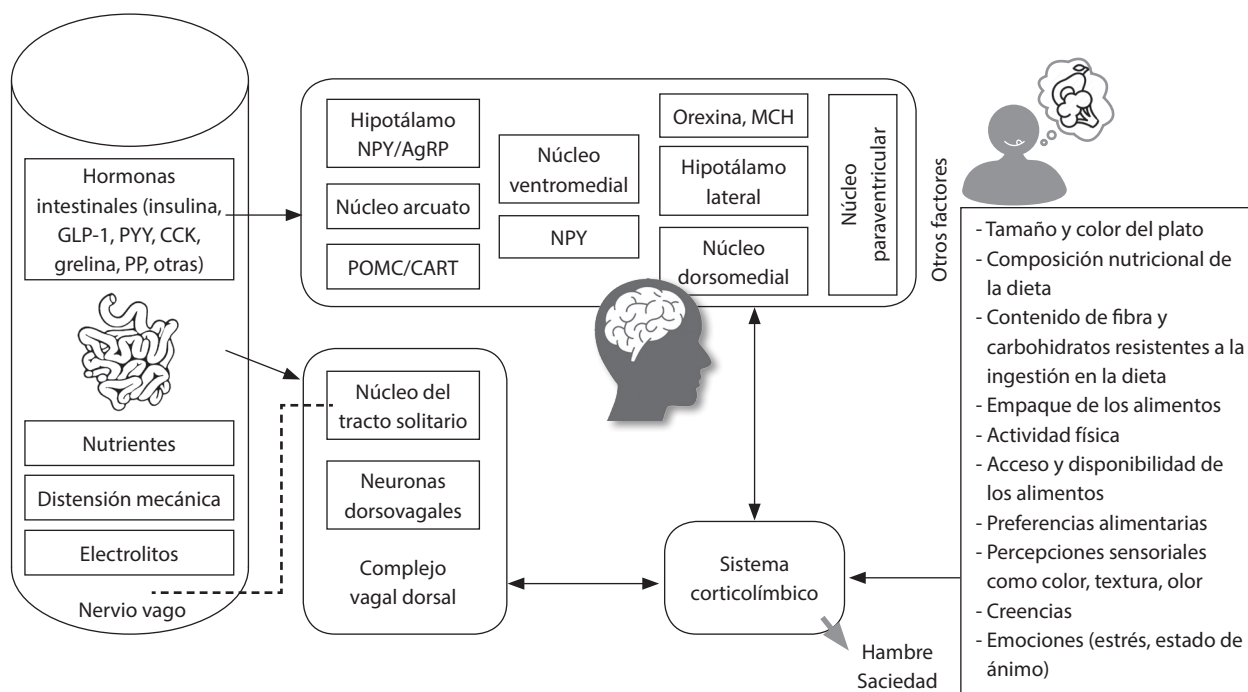 Hormonas
intestinales (insulina,
GLP-1, PYY, CCK,
grelina, PP, otras)
Nutrientes
Distensión mecánica
Electrolitos
Nervio vago
Hipotálamo
NPY/AgRP
Núcleo arcuato
POMC/CART
Núcleo
ventromedial
NPY
Orexina, MCH
Hipotálamo
lateral
Núcleo
dorsomedial
Núcleo
paraventricular
Núcleo del
tracto solitario
Neuronas
dorsovagales
Complejo
vagal dorsal
Sistema
corticolímbico
Hambre
Saciedad
Otros factores
- Tamaño y color del plato
- Composición nutricional de
la dieta
- Contenido de fibra y
carbohidratos resistentes a la
ingestión en la dieta
- Empaque de los alimentos
- Actividad física
- Acceso y disponibilidad de
los alimentos
- Preferencias alimentarias
- Percepciones sensoriales
como color, textura, olor
- Creencias
- Emociones (estrés, estado de
ánimo)